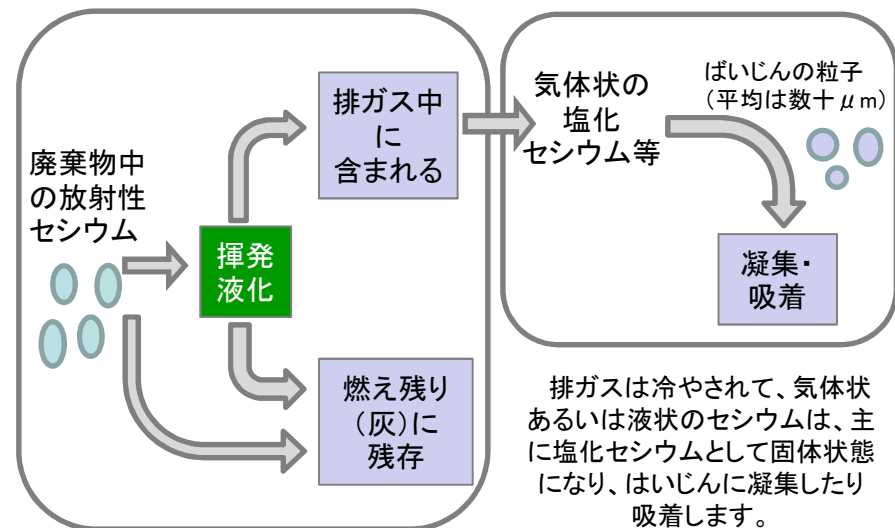 廃棄物中
の放射性
セシウム
揮発
液化
排ガス中
に
含まれる
燃え残り
(灰)に
残存
気体状の
塩化
セシウム等
ばいじんの粒子
(平均は数十μm)
凝集・
吸着
排ガスは冷やされて、気体状
あるいは液状のセシウムは、主
に塩化セシウムとして固体状態
になり、はいじんに凝集したり
吸着します。